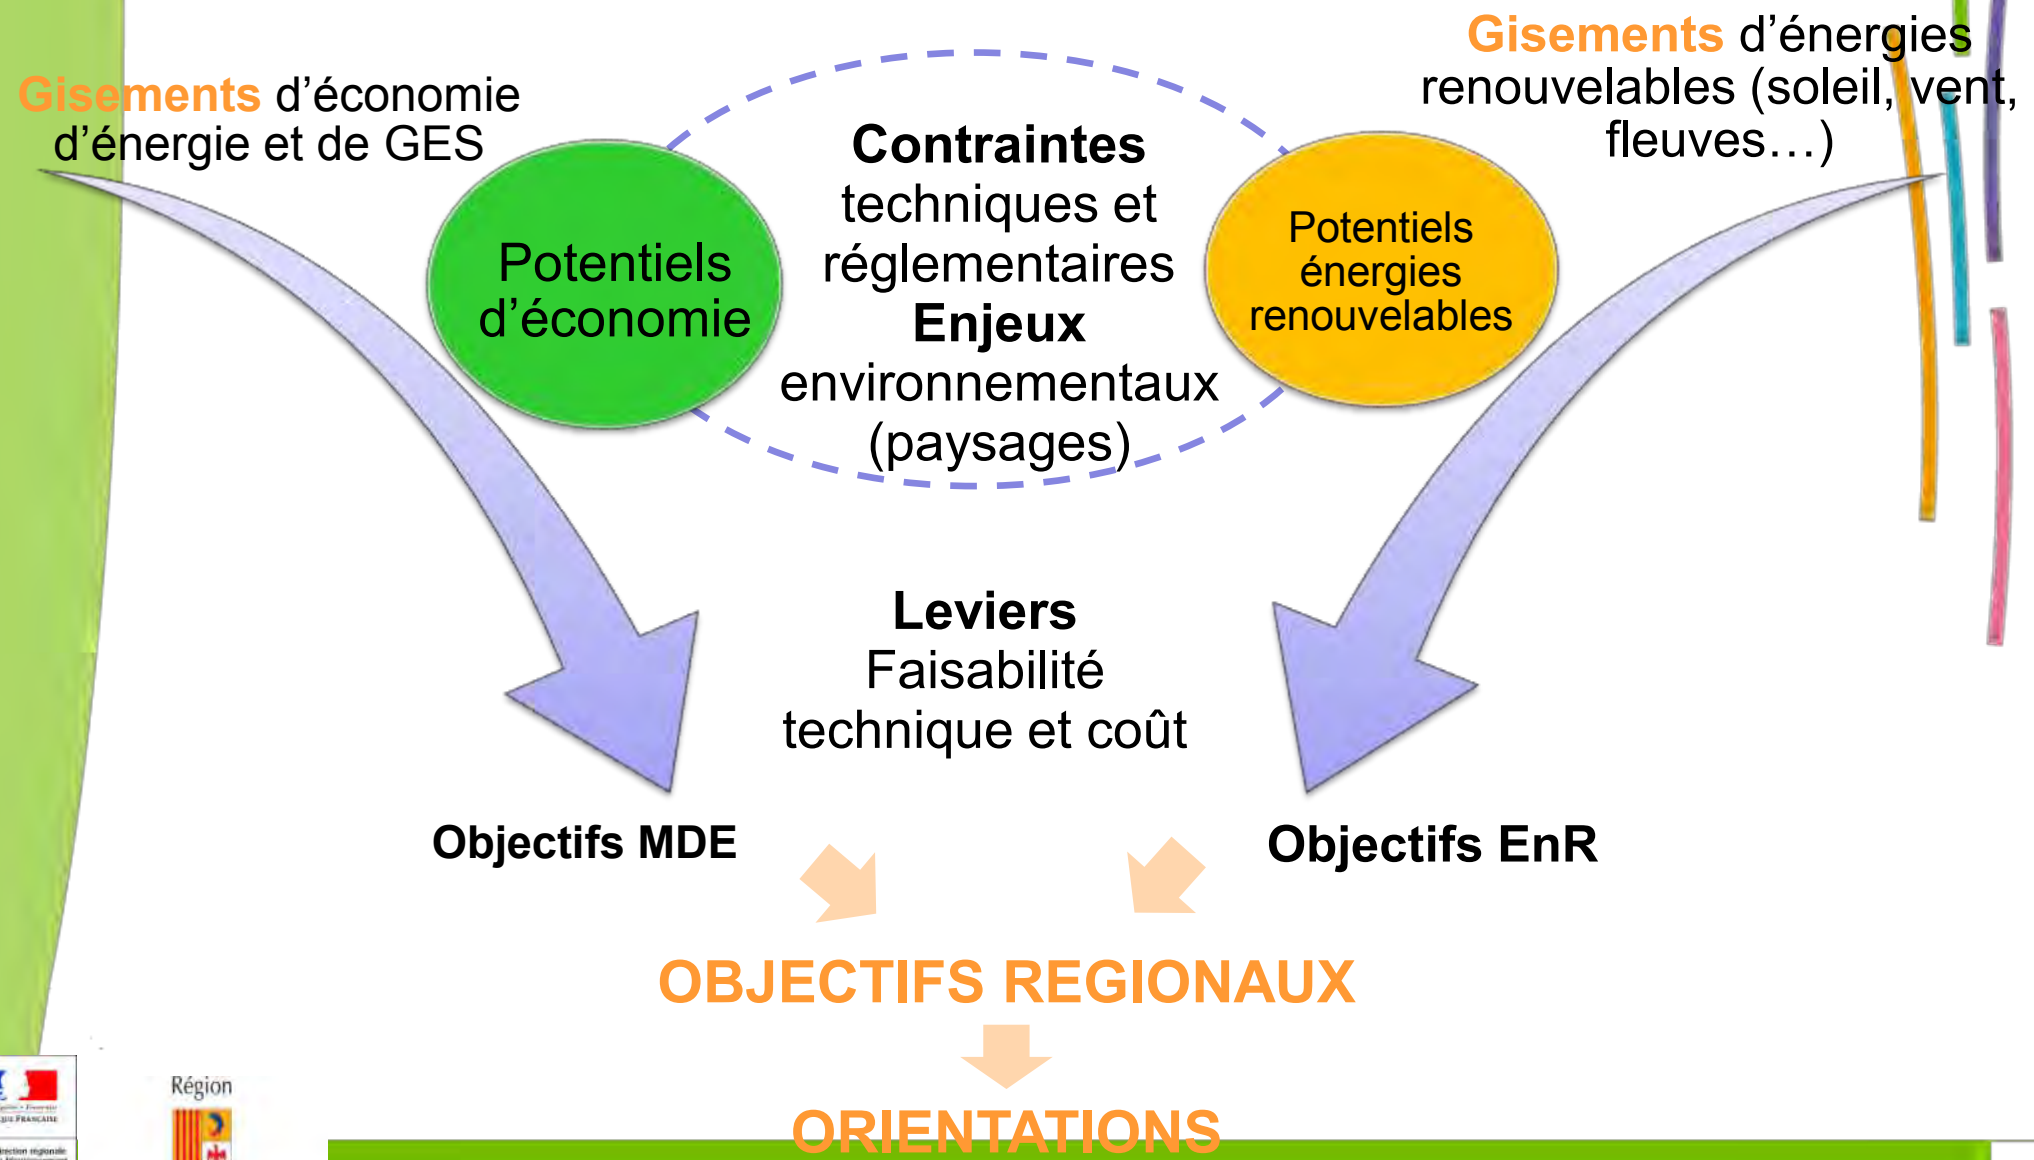 Gisements d’économie
d’énergie et de GES
Gisements d’énergies
renouvelables (soleil, vent,
fleuves…)
Potentiels
d’économie
Contraintes
techniques et
réglementaires
Enjeux
environnementaux
(paysages)
Potentiels
énergies
renouvelables
Leviers
Faisabilité
technique et coût
Objectifs MDE
Objectifs EnR
OBJECTIFS REGIONAUX
ORIENTATIONS
Région